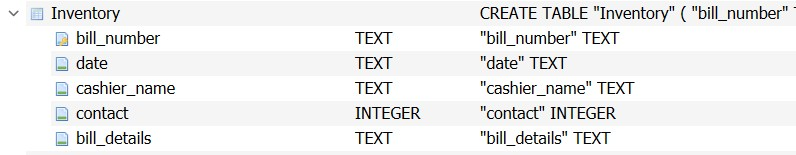 Inventory CREATE TABLE "Inventory" ( "bill_number"
bill_number TEXT "bill_number" TEXT
date TEXT "date" TEXT
cashier_name TEXT "cashier_name" TEXT
contact INTEGER "contact" INTEGER
bill_details TEXT "bill_details" TEXT